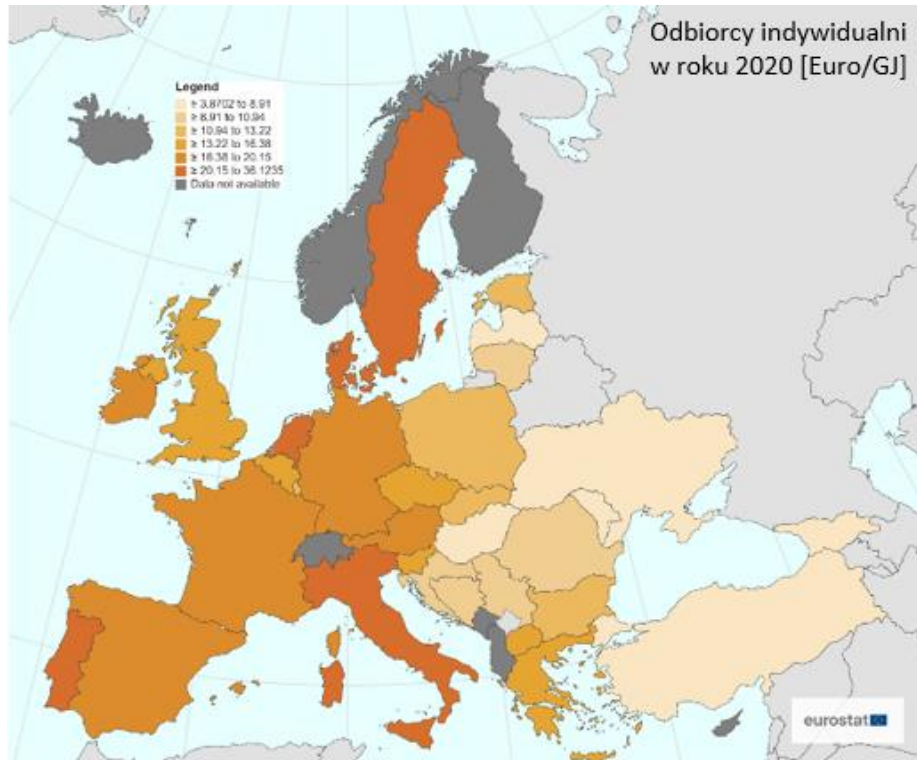 Odbiorcy indywidualni
w roku 2020 [Euro/GJ]
Legend
≥ 3.8702 to 8.91
≥ 8.91 to 10.94
≥ 10.94 to 13.22
≥ 13.22 to 16.38
≥ 16.38 to 20.15
≥ 20.15 to 36.1235
Data not available
eurostat